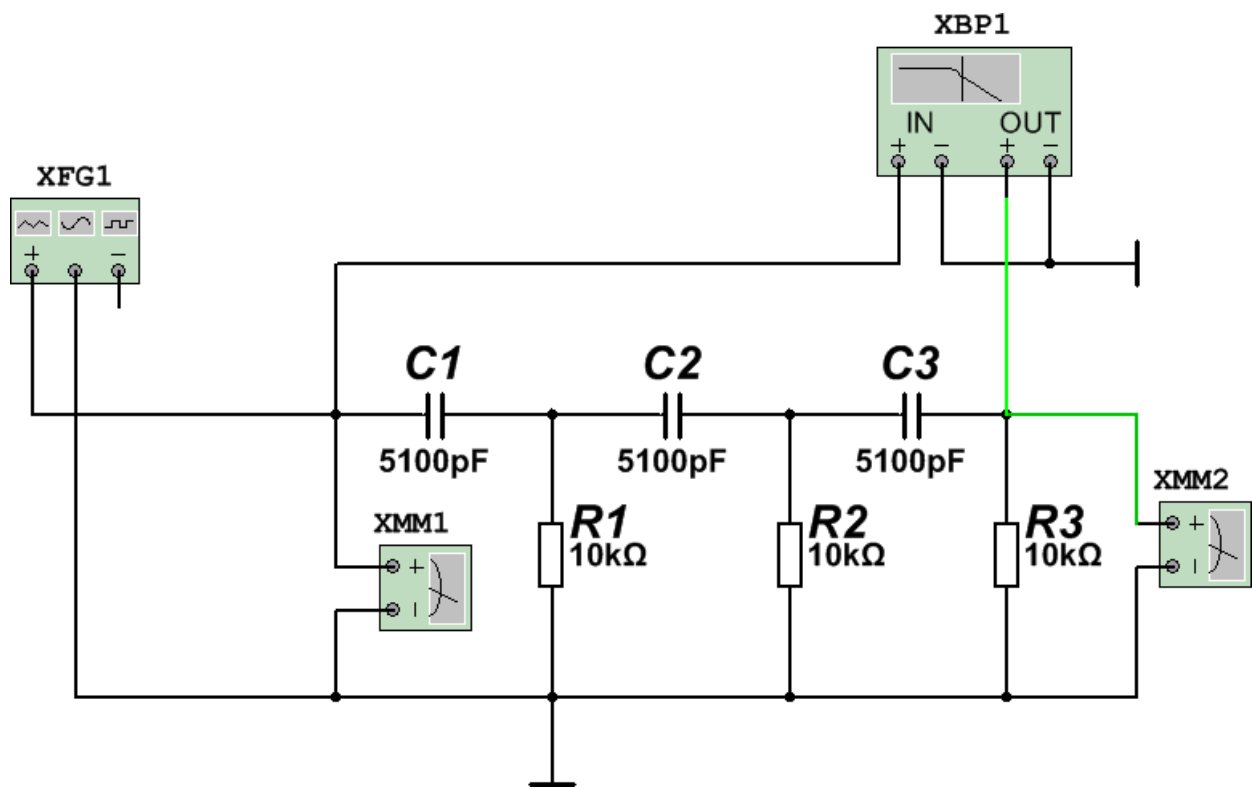 XBP1
IN OUT
+ − + −
XFG1
+ −
C1 C2 C3
5100pF 5100pF 5100pF
XMM1
+
−
R1 R2 R3
10kΩ 10kΩ 10kΩ
XMM2
+
−